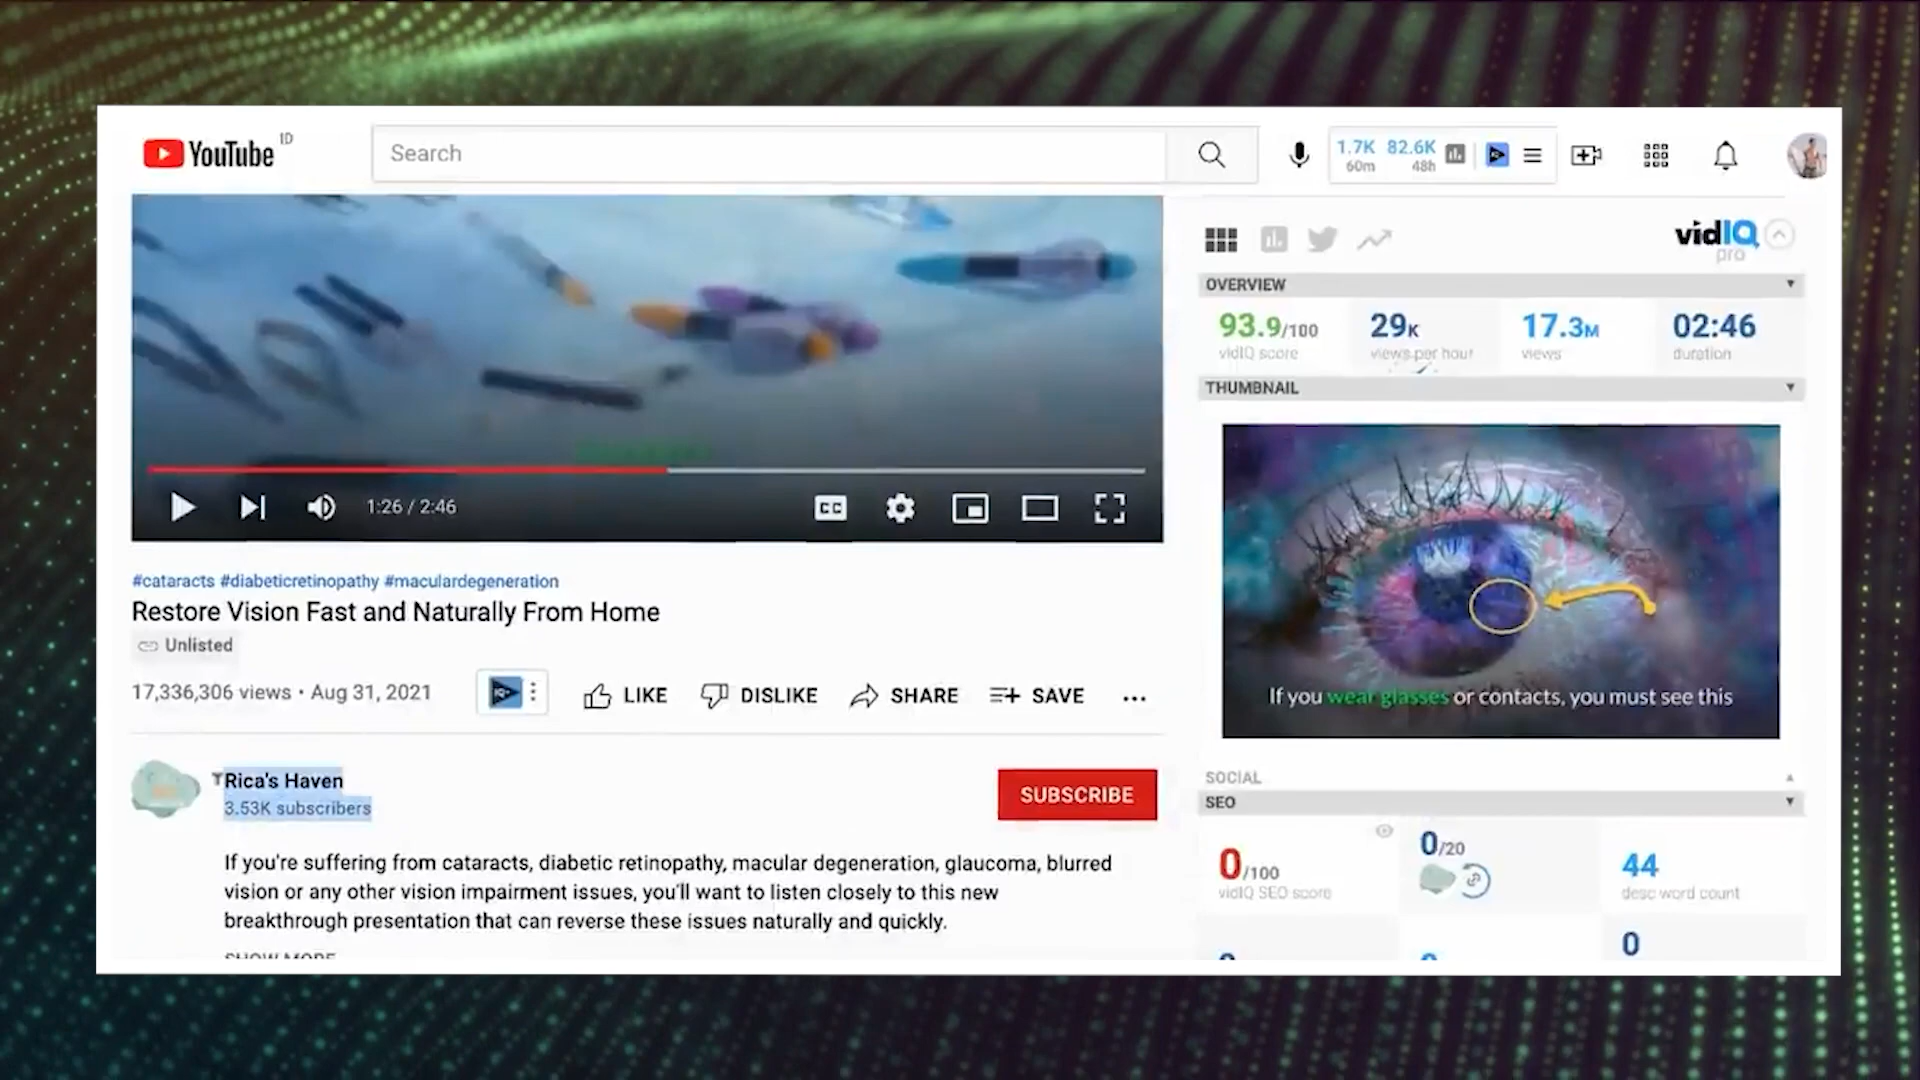 YouTube ID
Search
1.7K 82.6K
60m 48h
vidIQ
pro
OVERVIEW
93.9/100 29K 17.3M 02:46
vidIQ score views per hour views duration
THUMBNAIL
If you wear glasses or contacts, you must see this
1:26 / 2:46
CC
#cataracts #diabeticretinopathy #maculardegeneration
Restore Vision Fast and Naturally From Home
Unlisted
17,336,306 views • Aug 31, 2021
LIKE DISLIKE SHARE SAVE
Rica's Haven
3.53K subscribers
SUBSCRIBE
If you're suffering from cataracts, diabetic retinopathy, macular degeneration, glaucoma, blurred
vision or any other vision impairment issues, you'll want to listen closely to this new
breakthrough presentation that can reverse these issues naturally and quickly.
SHOW MORE
SOCIAL
SEO
0/100 0/20 44
vidIQ SEO score desc word count
0